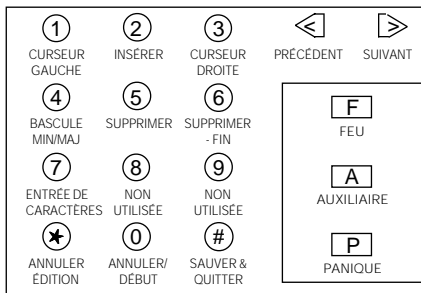 1 2 3 < >
CURSEUR GAUCHE
INSÉRER
CURSEUR DROITE
PRÉCÉDENT
SUIVANT
4 5 6
BASCULE MIN/MAJ
SUPPRIMER
SUPPRIMER - FIN
F
FEU
7 8 9
ENTRÉE DE CARACTÈRES
NON UTILISÉE
NON UTILISÉE
A
AUXILIAIRE
* 0 #
ANNULER ÉDITION
ANNULER/ DÉBUT
SAUVER & QUITTER
P
PANIQUE